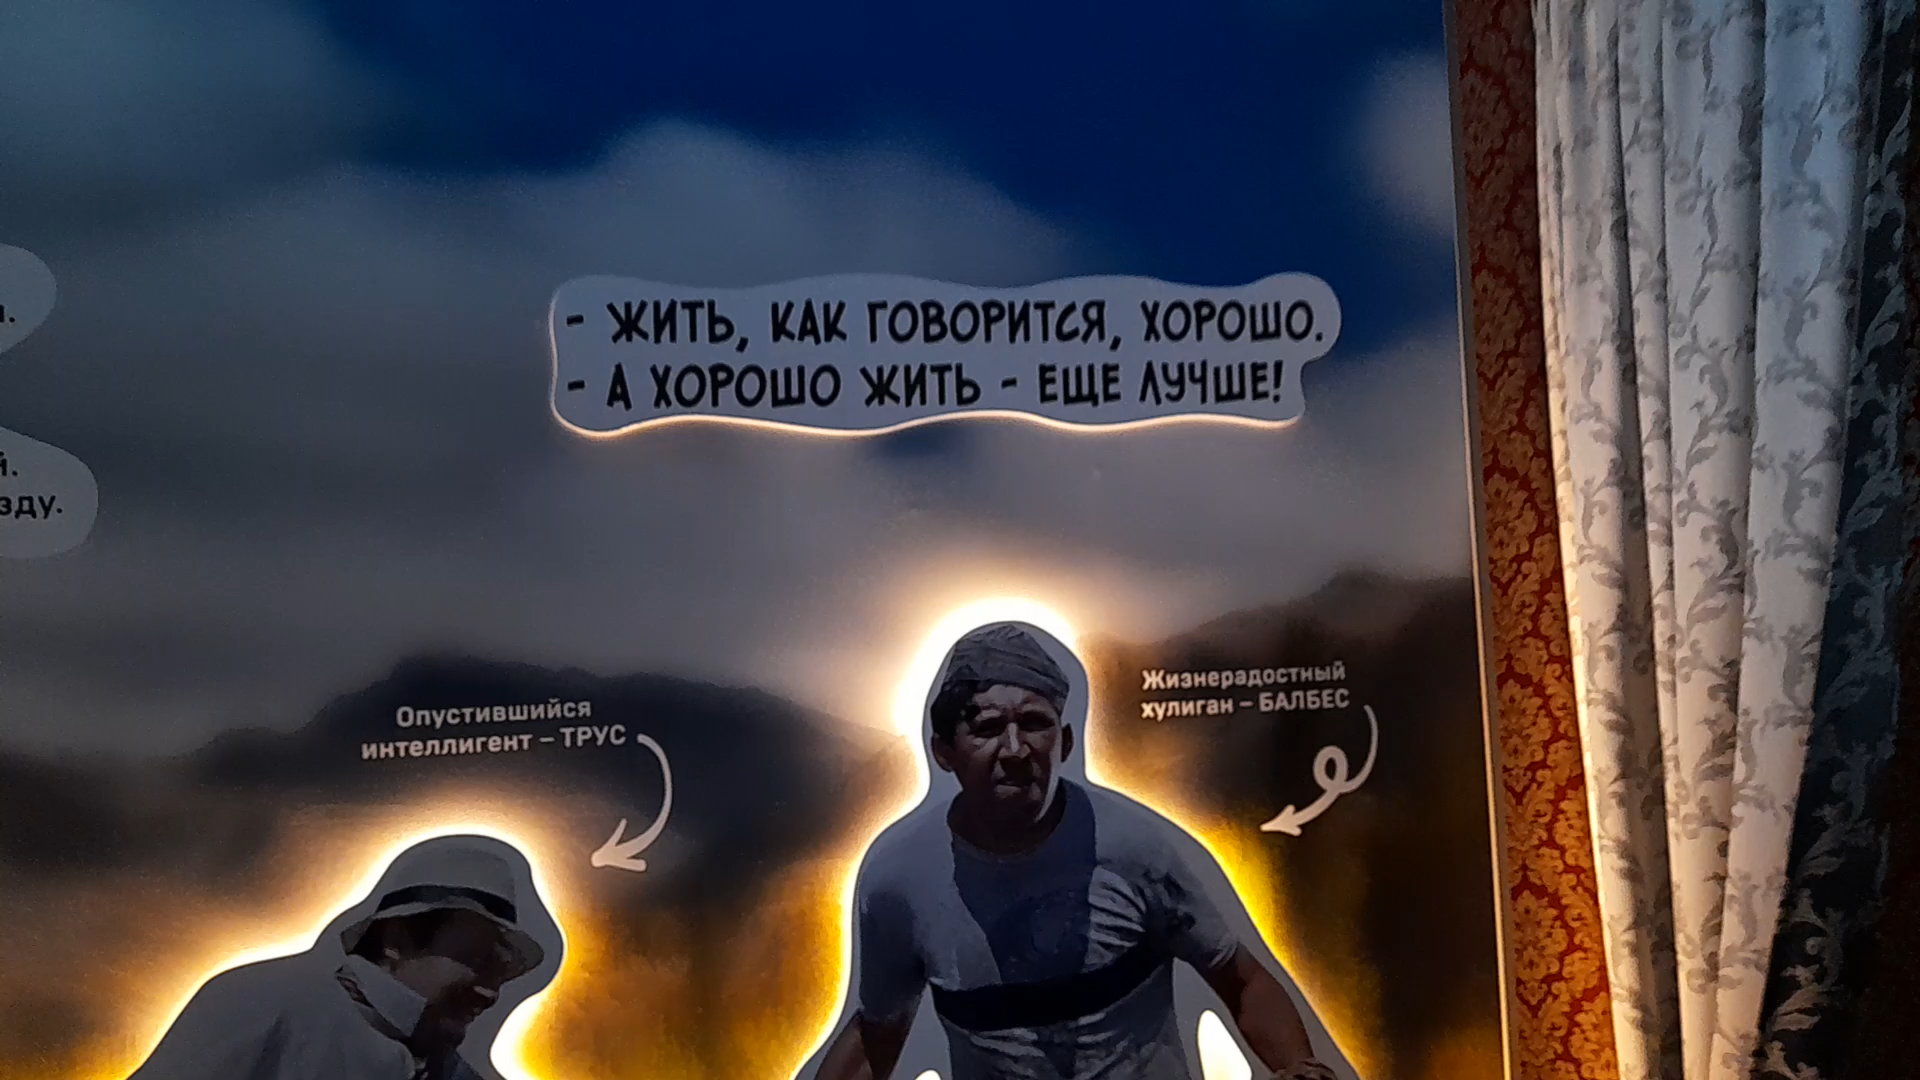 - ЖИТЬ, КАК ГОВОРИТСЯ, ХОРОШО.
- А ХОРОШО ЖИТЬ - ЕЩЕ ЛУЧШЕ!
Опустившийся
интеллигент – ТРУС
Жизнерадостный
хулиган – БАЛБЕС